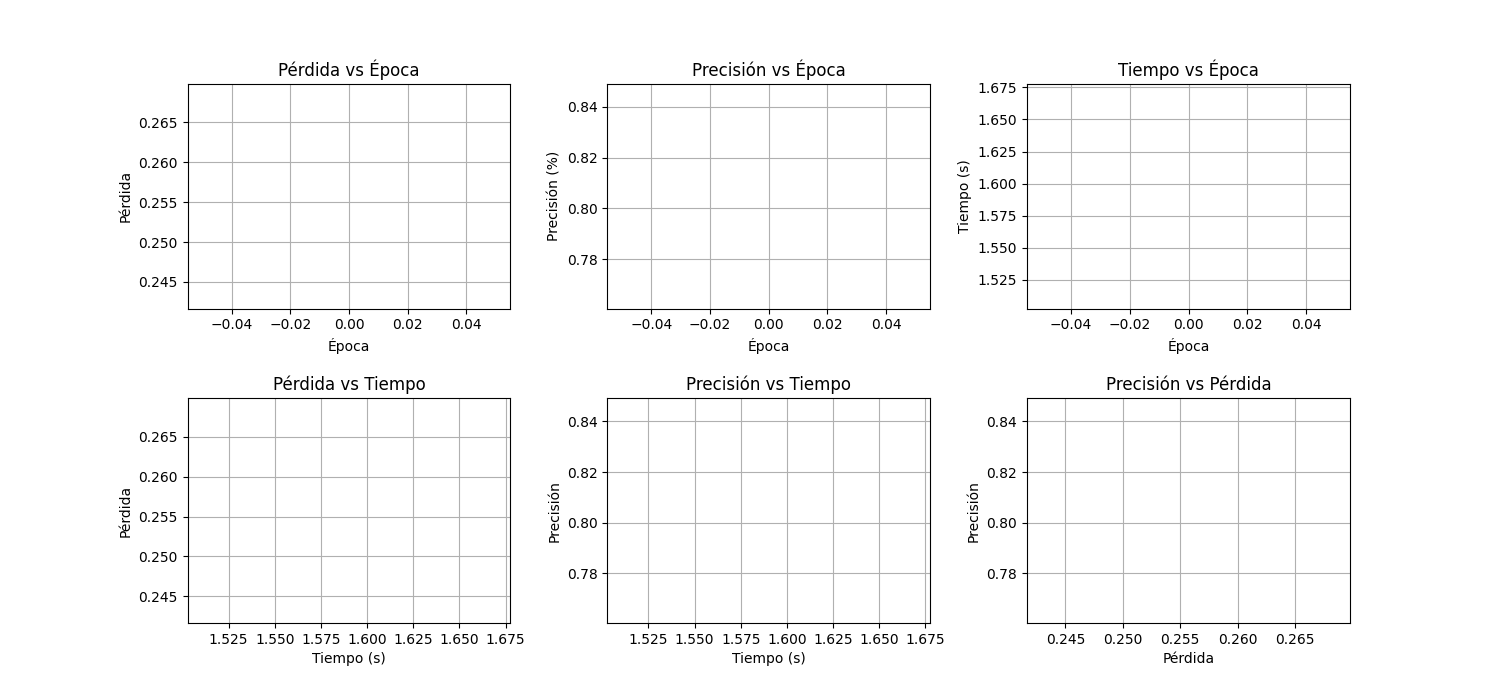 Pérdida vs Época
Pérdida
0.265
0.260
0.255
0.250
0.245
−0.04 −0.02 0.00 0.02 0.04
Época
Precisión vs Época
Precisión (%)
0.84
0.82
0.80
0.78
−0.04 −0.02 0.00 0.02 0.04
Época
Tiempo vs Época
Tiempo (s)
1.675
1.650
1.625
1.600
1.575
1.550
1.525
−0.04 −0.02 0.00 0.02 0.04
Época
Pérdida vs Tiempo
Pérdida
0.265
0.260
0.255
0.250
0.245
1.525 1.550 1.575 1.600 1.625 1.650 1.675
Tiempo (s)
Precisión vs Tiempo
Precisión
0.84
0.82
0.80
0.78
1.525 1.550 1.575 1.600 1.625 1.650 1.675
Tiempo (s)
Precisión vs Pérdida
Precisión
0.84
0.82
0.80
0.78
0.245 0.250 0.255 0.260 0.265
Pérdida